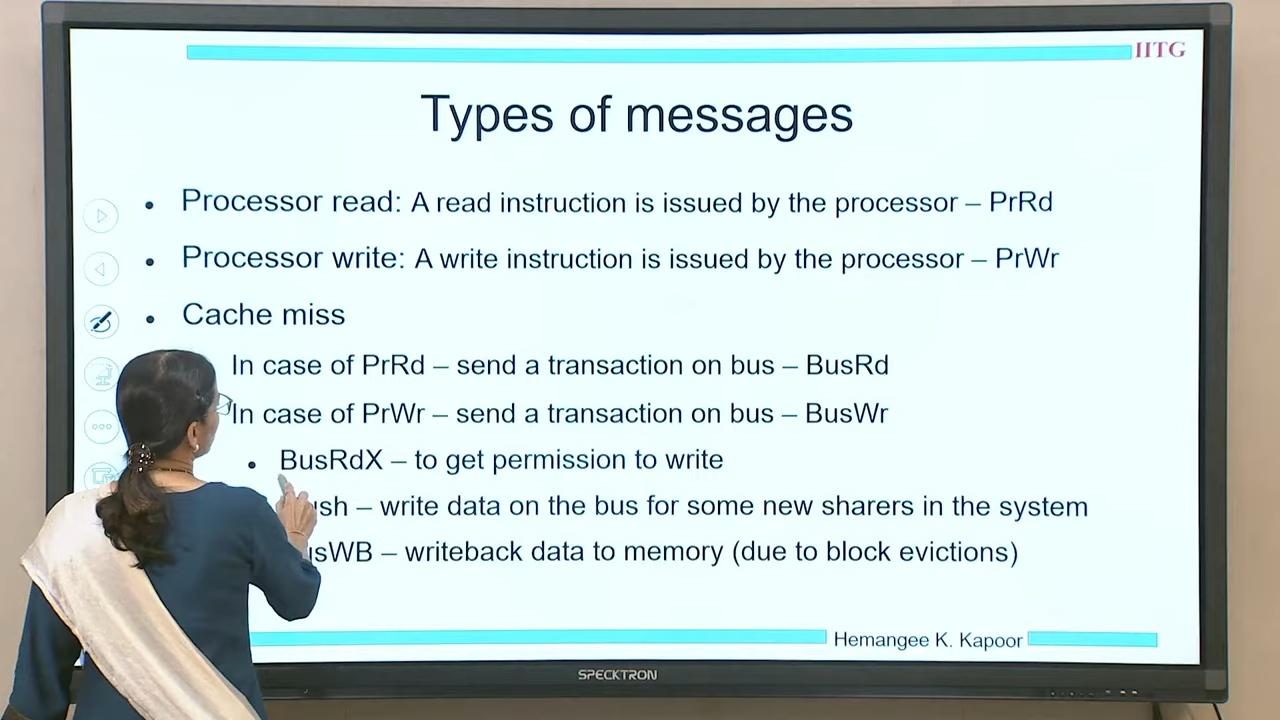 IITG
Types of messages
• Processor read: A read instruction is issued by the processor – PrRd
• Processor write: A write instruction is issued by the processor – PrWr
• Cache miss
In case of PrRd – send a transaction on bus – BusRd
In case of PrWr – send a transaction on bus – BusWr
• BusRdX – to get permission to write
– write data on the bus for some new sharers in the system
– writeback data to memory (due to block evictions)
Hemangee K. Kapoor
SPECKTRON